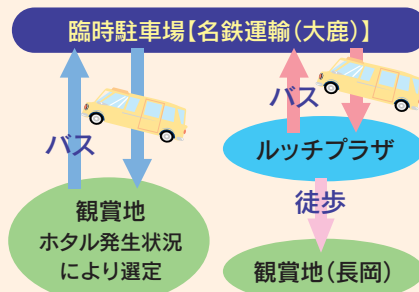 臨時駐車場【名鉄運輸(大鹿)】
バス
観賞地
ホタル発生状況
により選定
バス
ルッチプラザ
徒歩
観賞地(長岡)